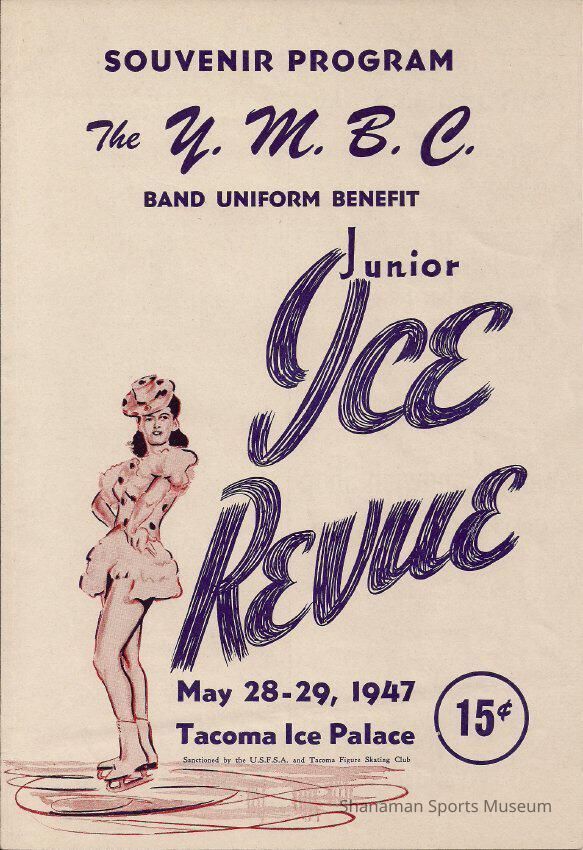 SOUVENIR PROGRAM
The Y. M. B. C.
BAND UNIFORM BENEFIT
Junior
ICE
REVUE
May 28-29, 1947
15¢
Tacoma Ice Palace
Sanctioned by the U.S.F.S.A. and Tacoma Figure Skating Club
Shanaman Sports Museum